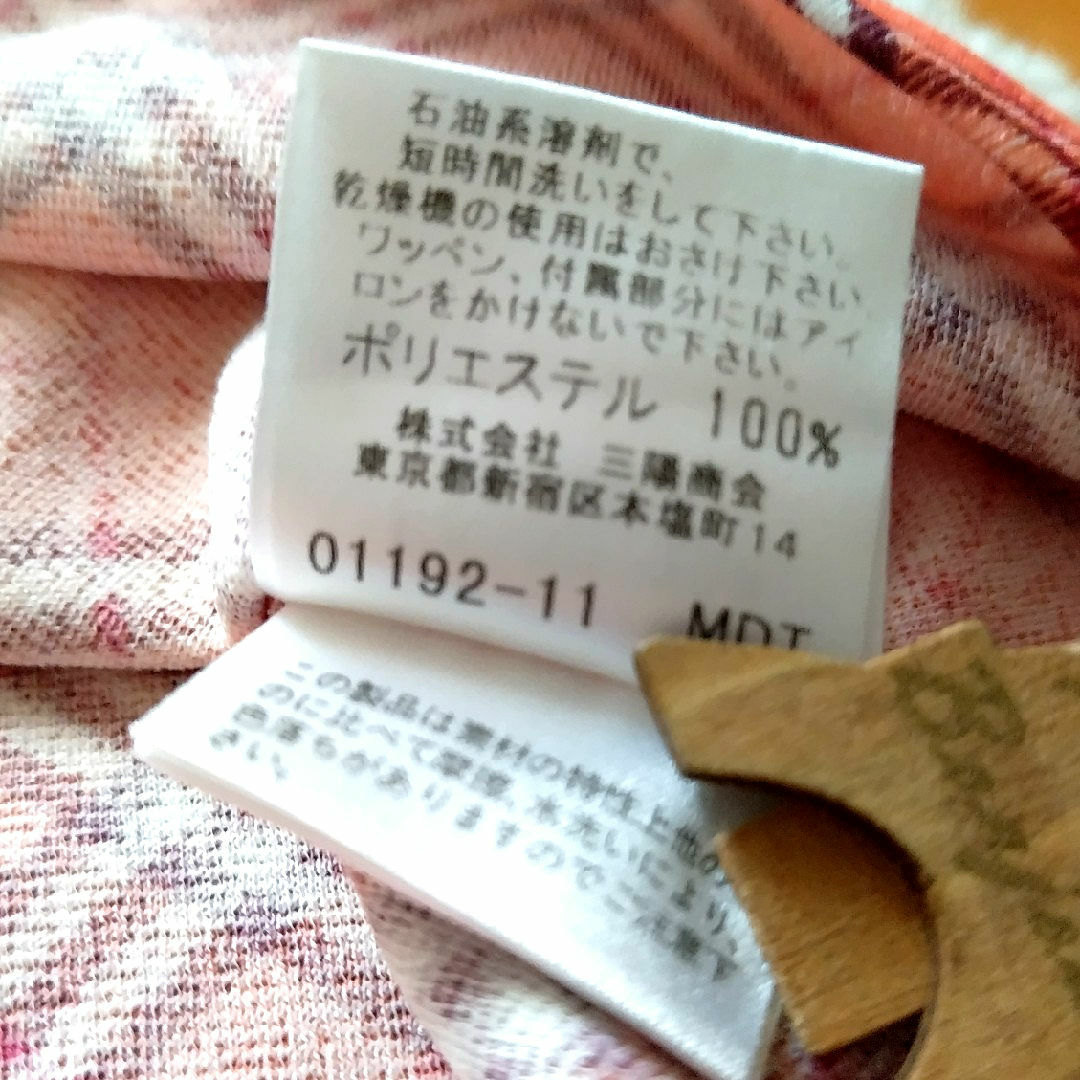 石油系溶剤で、
短時間洗いをして下さい。
乾燥機の使用はおさけ下さい。
ワッペン、付属部分にはアイ
ロンをかけないで下さい。
ポリエステル 100%
株式会社 三陽商会
東京都新宿区本塩町14
01192-11 MDT
この製品は素材の特性上他の
のに比べて摩擦、水洗いにより、
色落ちがありますのでご注意下
さい。